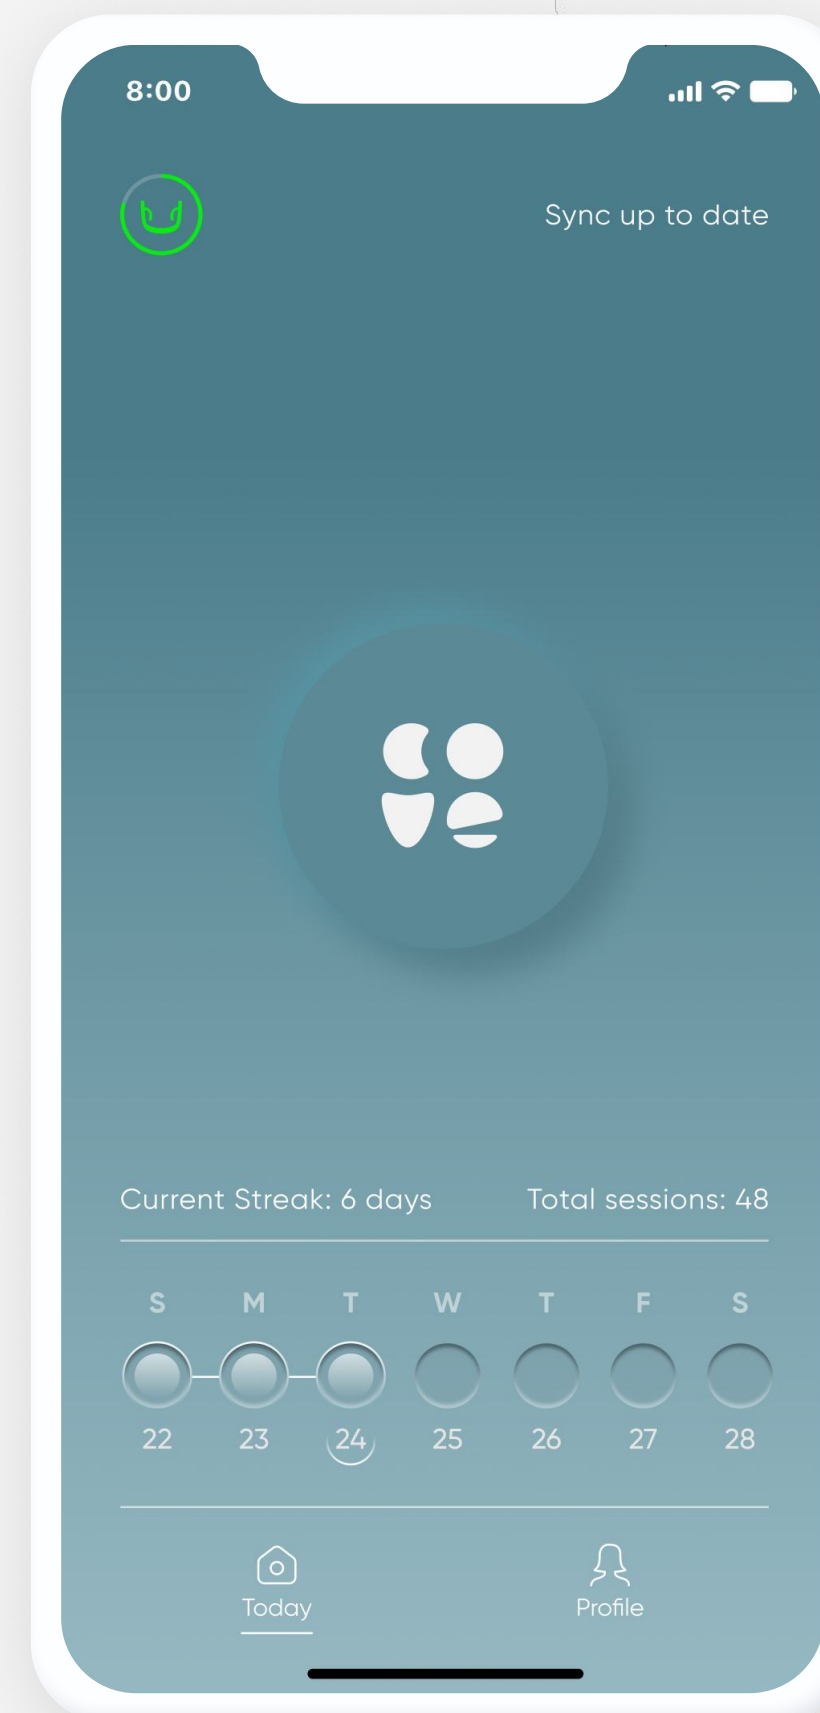 8:00
Sync up to date
Current Streak: 6 days
Total sessions: 48
S M T W T F S
22 23 24 25 26 27 28
Today
Profile